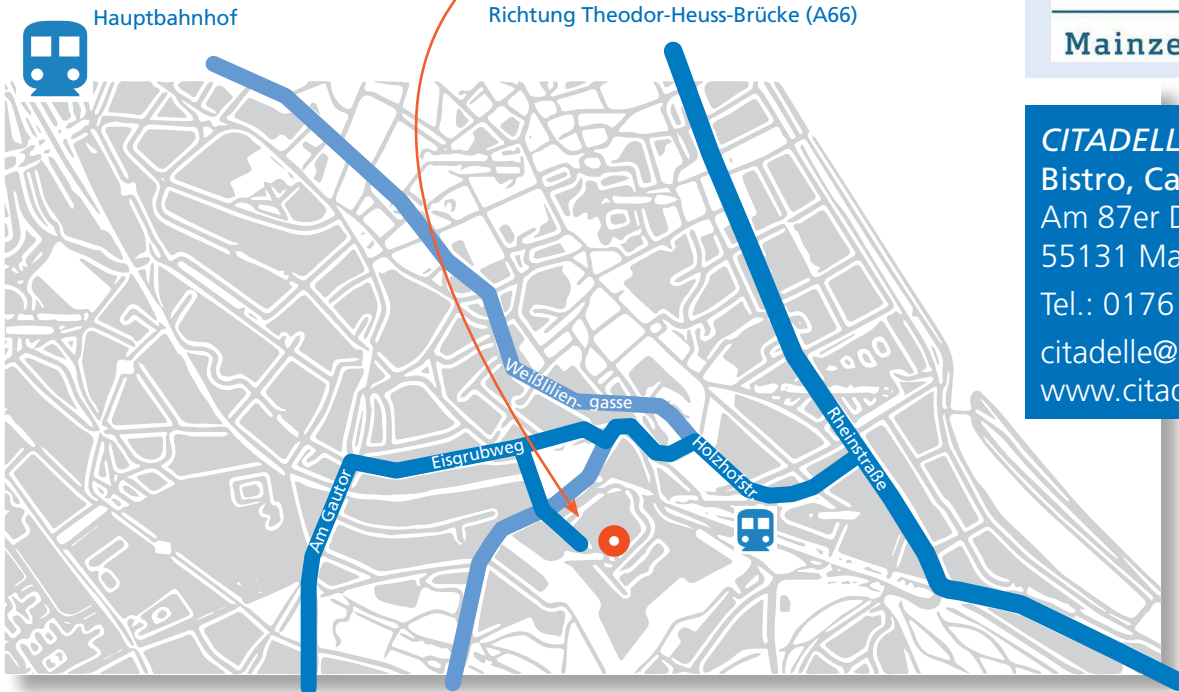 Hauptbahnhof
Richtung Theodor-Heuss-Brücke (A66)
Weißlilien- gasse
Eisgrubweg
Am Gautor
Holzhofstr
Rheinstraße
Mainze
CITADELL
Bistro, Ca
Am 87er D
55131 Ma
Tel.: 0176
citadelle@
www.citad